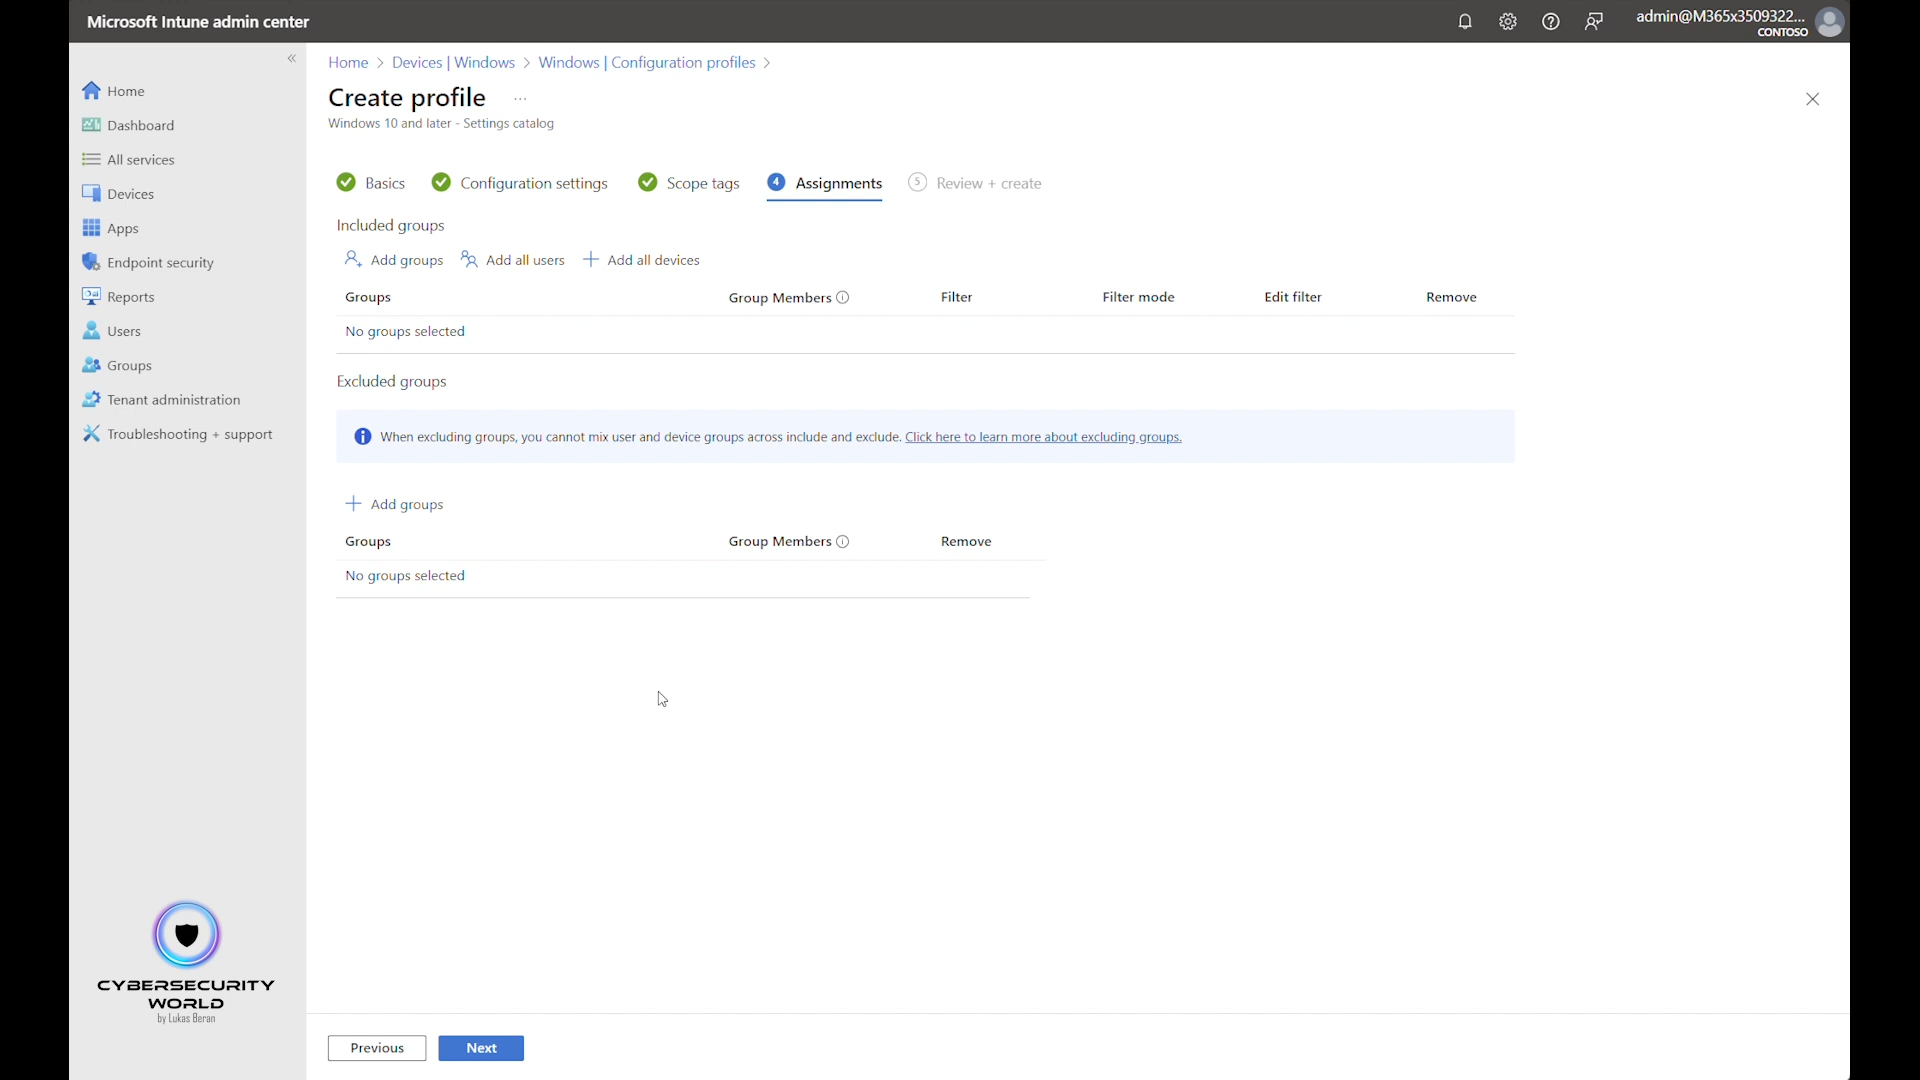 Microsoft Intune admin center
admin@M365x3509322...
CONTOSO
Home > Devices | Windows > Windows | Configuration profiles >
Create profile ...
Windows 10 and later - Settings catalog
Home
Dashboard
All services
Devices
Apps
Endpoint security
Reports
Users
Groups
Tenant administration
Troubleshooting + support
Basics Configuration settings Scope tags 4 Assignments 5 Review + create
Included groups
Add groups Add all users Add all devices
Groups Group Members Filter Filter mode Edit filter Remove
No groups selected
Excluded groups
When excluding groups, you cannot mix user and device groups across include and exclude. Click here to learn more about excluding groups.
Add groups
Groups Group Members Remove
No groups selected
CYBERSECURITY
WORLD
by Lukas Beran
Previous Next